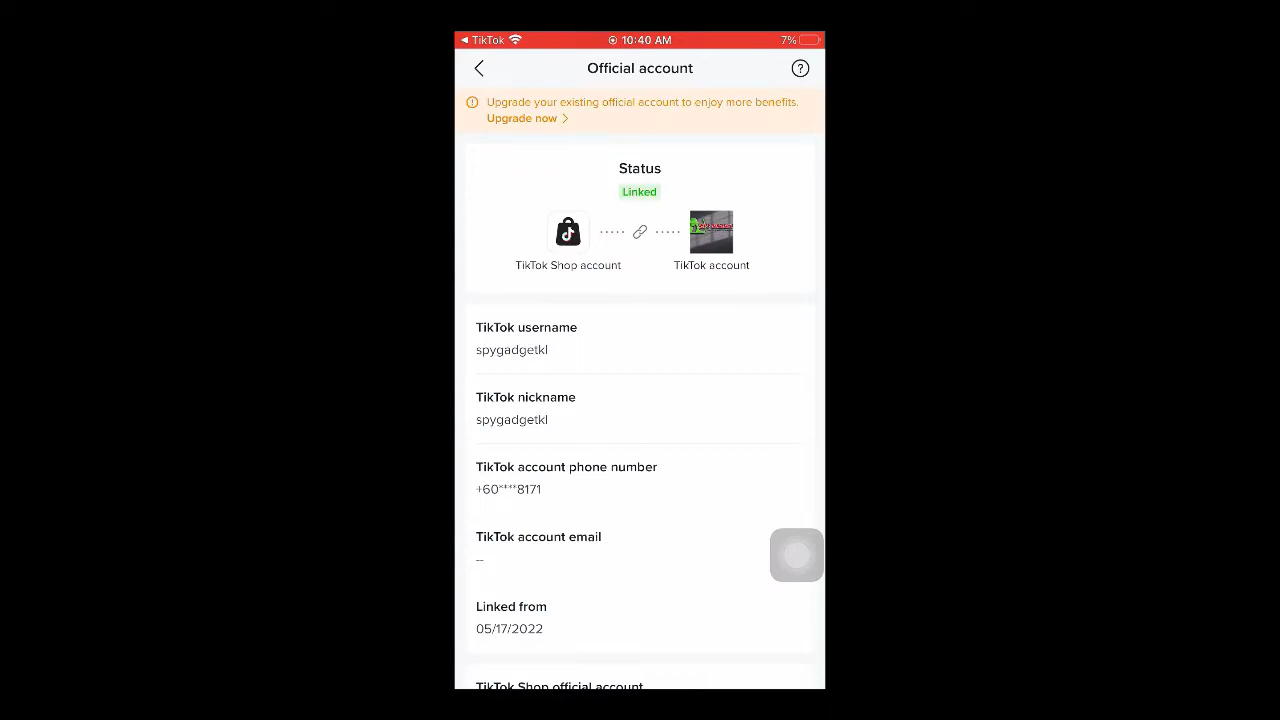 ◄ TikTok 10:40 AM 7%
Official account
Upgrade your existing official account to enjoy more benefits.
Upgrade now >
Status
Linked
TikTok Shop account TikTok account
TikTok username
spygadgetkl
TikTok nickname
spygadgetkl
TikTok account phone number
+60****8171
TikTok account email
--
Linked from
05/17/2022
TikTok Shop official account